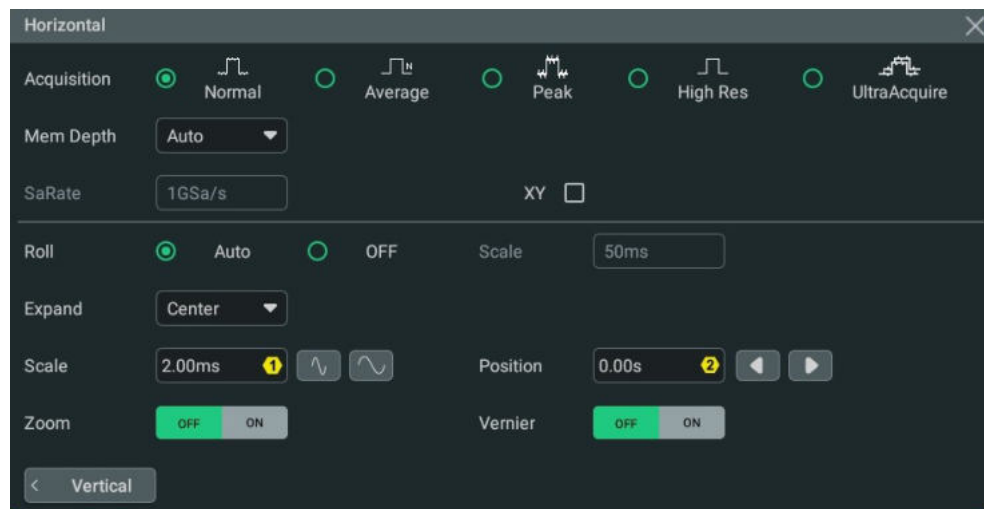 Horizontal
Acquisition Normal N Average Peak High Res UltraAcquire
Mem Depth Auto
SaRate 1GSa/s XY
Roll Auto OFF Scale 50ms
Expand Center
Scale 2.00ms 1 Position 0.00s 2
Zoom OFF ON Vernier OFF ON
< Vertical